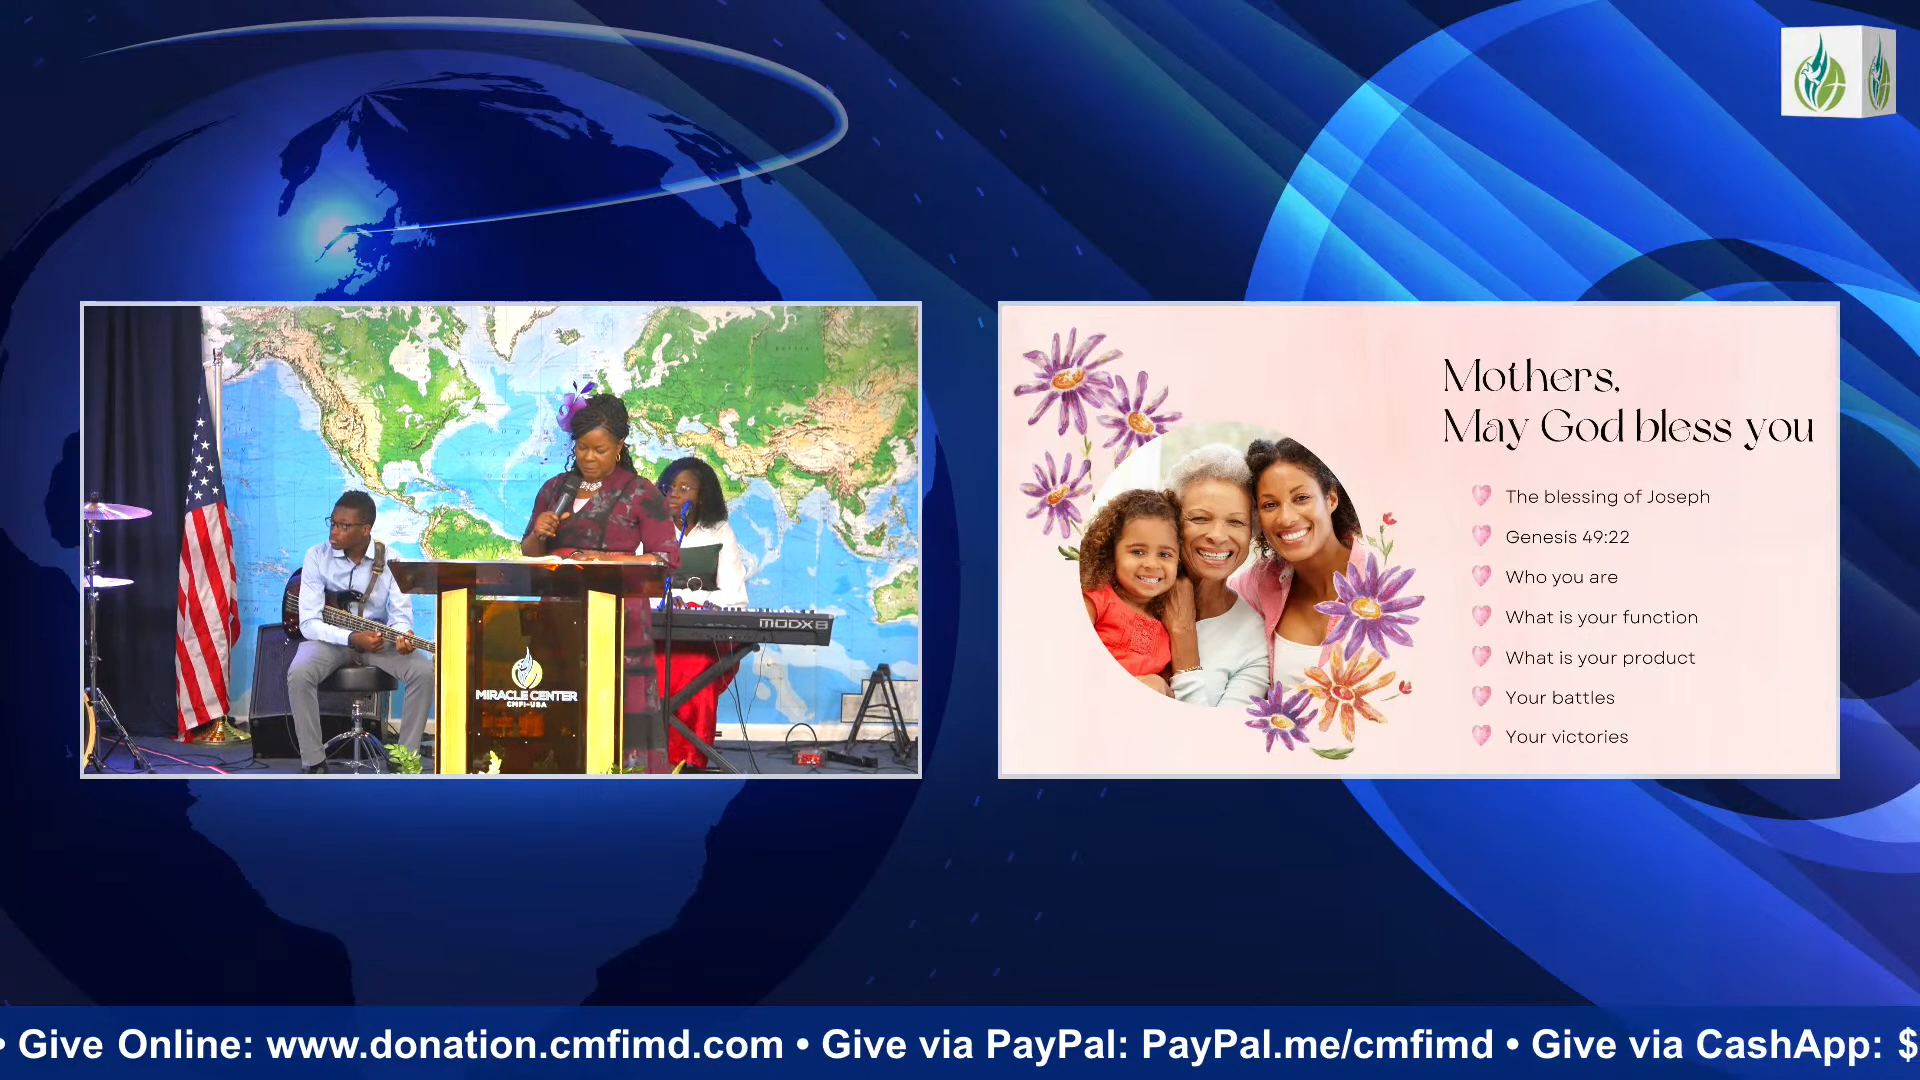 Mothers,
May God bless you
The blessing of Joseph
Genesis 49:22
Who you are
What is your function
What is your product
Your battles
Your victories
MODX8
MIRACLE CENTER
CMFI-USA
• Give Online: www.donation.cmfimd.com • Give via PayPal: PayPal.me/cmfimd • Give via CashApp: $